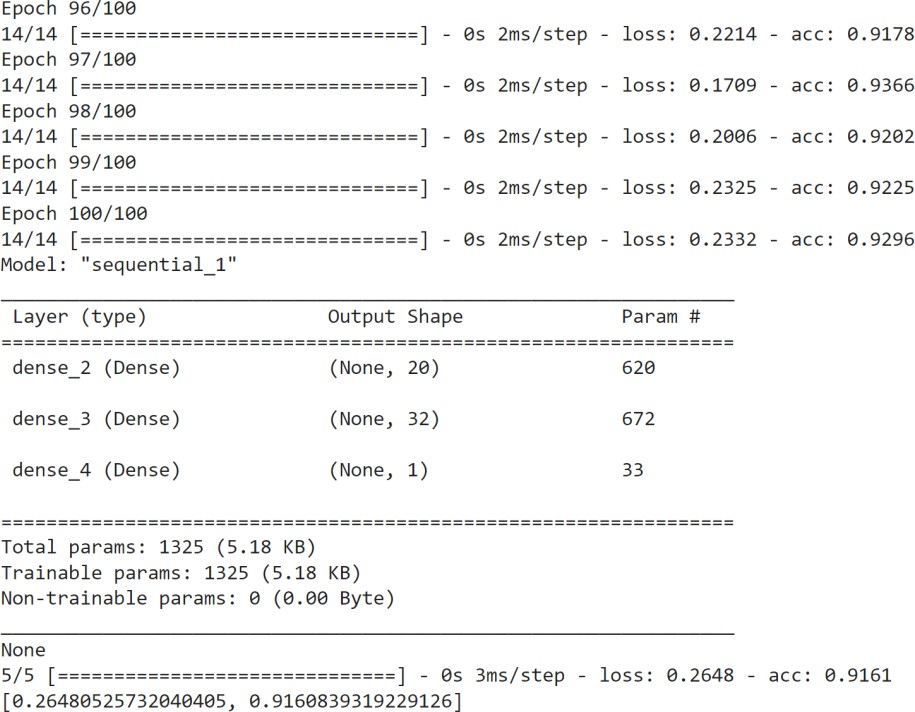 Epoch 96/100
14/14 [==============================] - 0s 2ms/step - loss: 0.2214 - acc: 0.9178
Epoch 97/100
14/14 [==============================] - 0s 2ms/step - loss: 0.1709 - acc: 0.9366
Epoch 98/100
14/14 [==============================] - 0s 2ms/step - loss: 0.2006 - acc: 0.9202
Epoch 99/100
14/14 [==============================] - 0s 2ms/step - loss: 0.2325 - acc: 0.9225
Epoch 100/100
14/14 [==============================] - 0s 2ms/step - loss: 0.2332 - acc: 0.9296
Model: "sequential_1"
_________________________________________________________________
Layer (type) Output Shape Param #
=================================================================
dense_2 (Dense) (None, 20) 620
dense_3 (Dense) (None, 32) 672
dense_4 (Dense) (None, 1) 33
=================================================================
Total params: 1325 (5.18 KB)
Trainable params: 1325 (5.18 KB)
Non-trainable params: 0 (0.00 Byte)
_________________________________________________________________
None
5/5 [==============================] - 0s 3ms/step - loss: 0.2648 - acc: 0.9161
[0.26480525732040405, 0.9160839319229126]